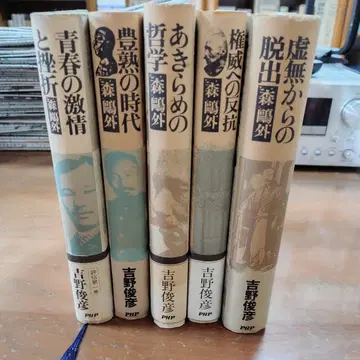 青春の激情
と挫折
森鷗外
吉野俊彦
豊熟の時代
森鷗外
吉野俊彦
PHP
あきらめの
哲学
森鷗外
吉野俊彦
PHP
権威への反抗
森鷗外
吉野俊彦
PHP
虚無からの
脱出
森鷗外
吉野俊彦
PHP